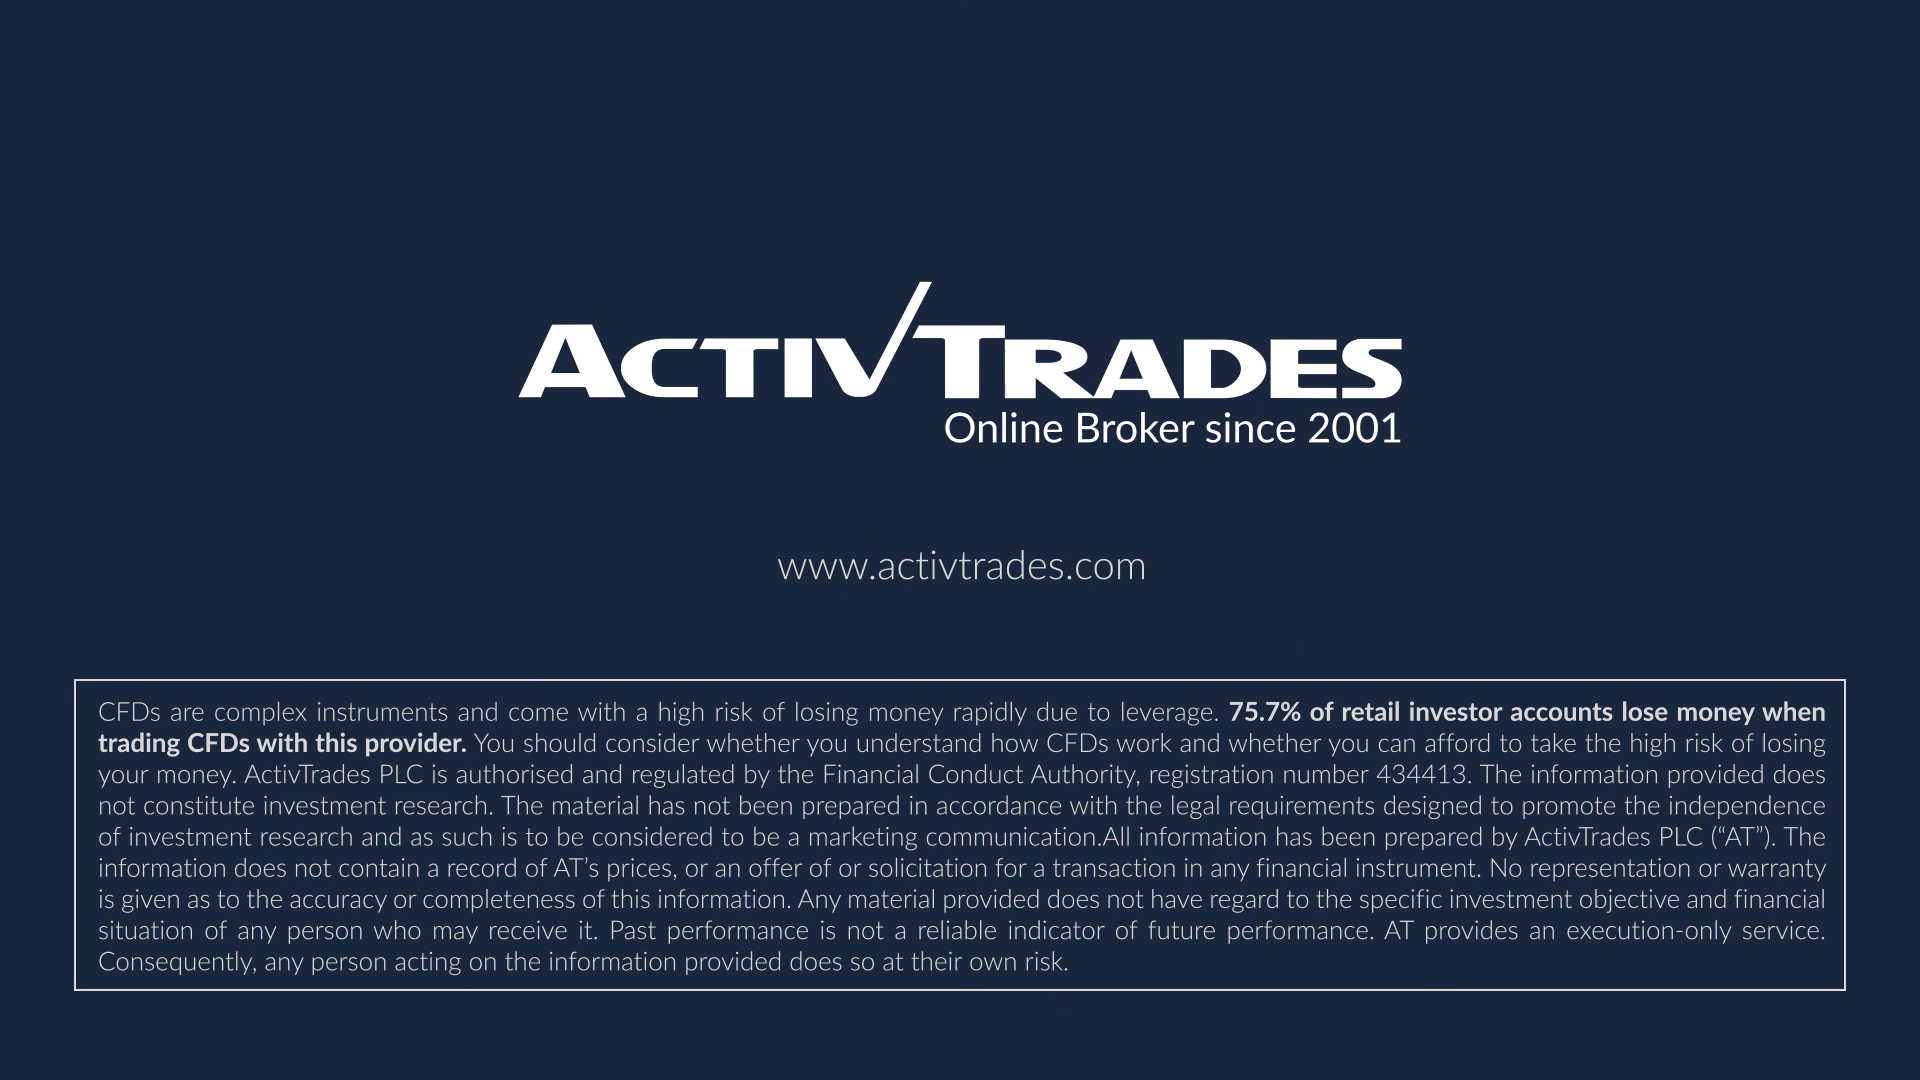 ACTIVTRADES
Online Broker since 2001
www.activtrades.com
CFDs are complex instruments and come with a high risk of losing money rapidly due to leverage. 75.7% of retail investor accounts lose money when
trading CFDs with this provider. You should consider whether you understand how CFDs work and whether you can afford to take the high risk of losing
your money. ActivTrades PLC is authorised and regulated by the Financial Conduct Authority, registration number 434413. The information provided does
not constitute investment research. The material has not been prepared in accordance with the legal requirements designed to promote the independence
of investment research and as such is to be considered to be a marketing communication.All information has been prepared by ActivTrades PLC (“AT”). The
information does not contain a record of AT’s prices, or an offer of or solicitation for a transaction in any financial instrument. No representation or warranty
is given as to the accuracy or completeness of this information. Any material provided does not have regard to the specific investment objective and financial
situation of any person who may receive it. Past performance is not a reliable indicator of future performance. AT provides an execution-only service.
Consequently, any person acting on the information provided does so at their own risk.